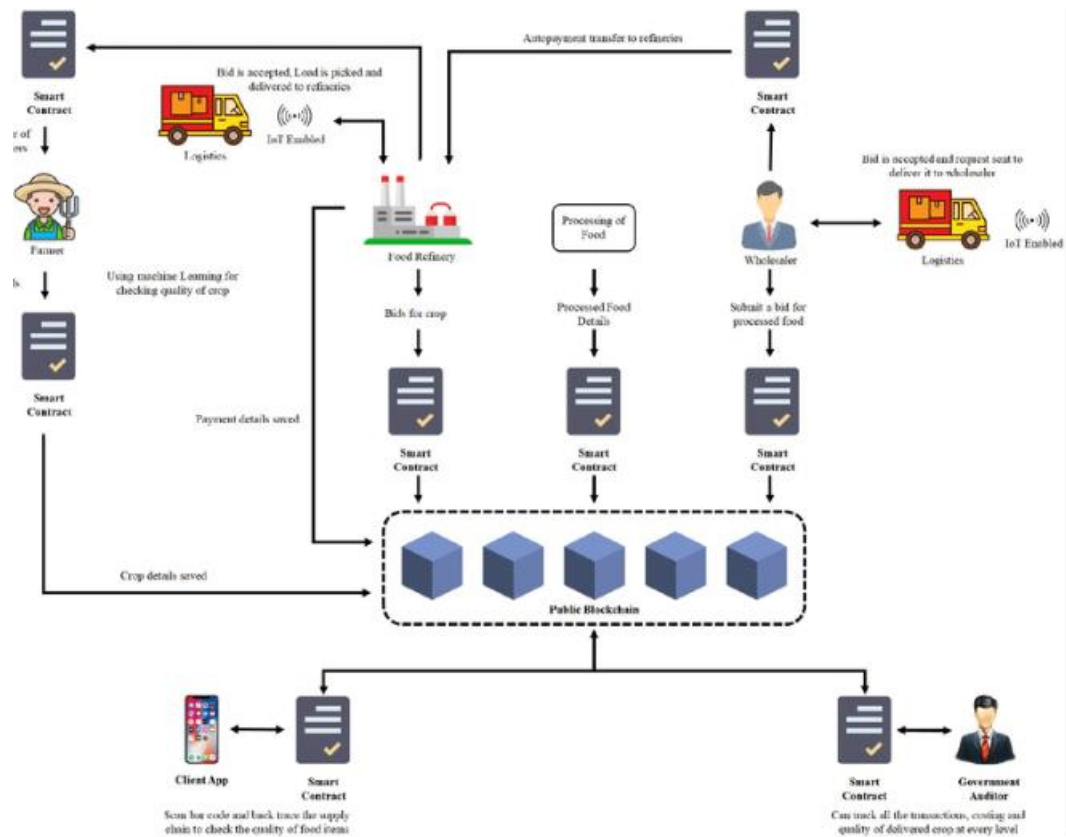 Autopayment transfer to refineries
Bid is accepted, Load is picked and
delivered to refineries
Smart
Contract
IoT Enabled
Logistics
Smart
Contract
er of
ers
Bid is accepted and request sent to
deliver it to wholesaler
Processing of
Food
IoT Enabled
Farmer
Food Refinery
Wholesaler
Logistics
ls
Using machine Learning for
checking quality of crop
Bids for crop
Processed Food
Details
Submit a bid for
processed food
Smart
Contract
Payment details saved
Smart
Contract
Smart
Contract
Smart
Contract
Crop details saved
Public Blockchain
Client App
Smart
Contract
Smart
Contract
Government
Auditor
Scan bar code and back trace the supply
chain to check the quality of food items
Can track all the transactions, costing and
quality of delivered crop at every level